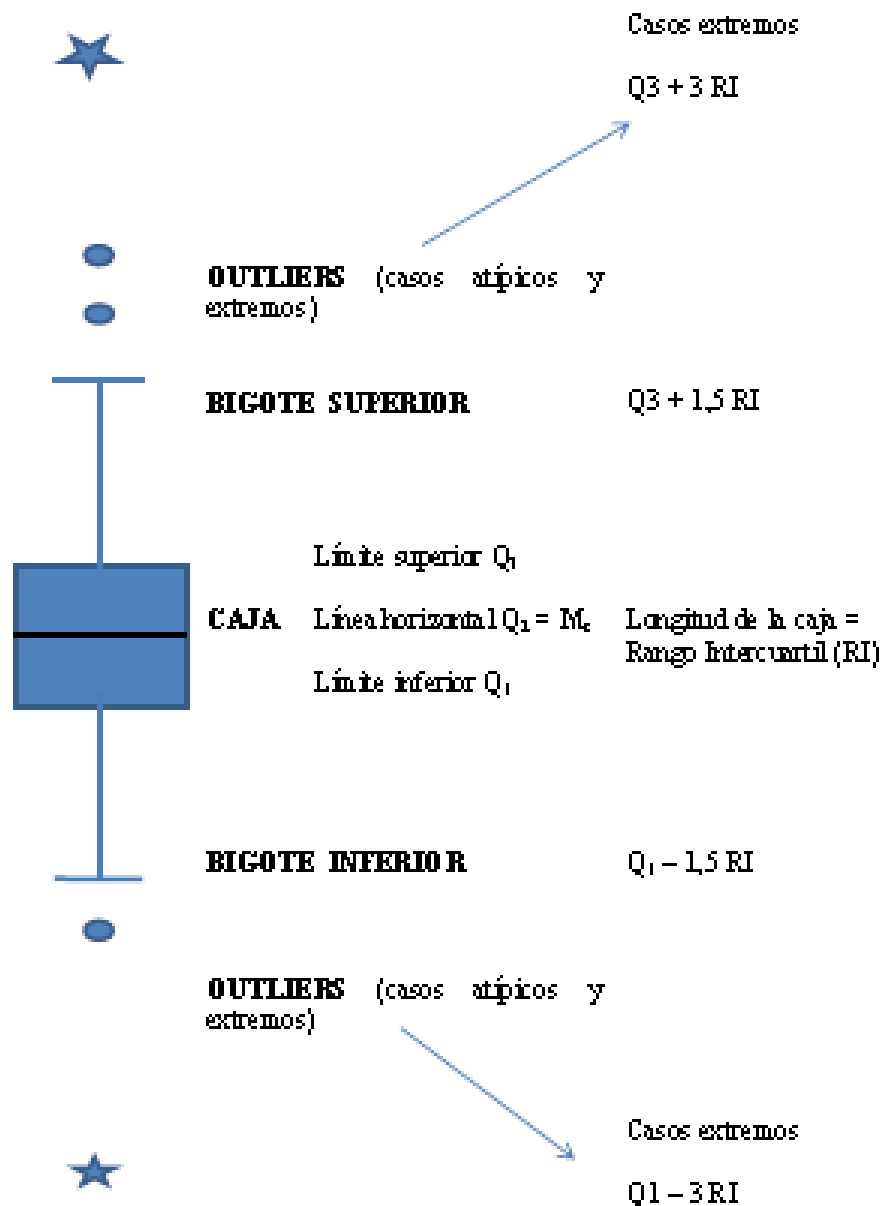 Casos extremos
Q3 + 3 RI
OUTLIERS (casos atípicos y
extremos)
BIGOTE SUPERIOR Q3 + 1,5 RI
Límite superior
CAJA Línea horizontal Longitud de la caja =
Rango Intercuartil (RI)
Límite inferior Q₁
BIGOTE INFERIOR Q₁ – 1,5 RI
OUTLIERS (casos atípicos y
extremos)
Casos extremos
Q1 – 3 RI